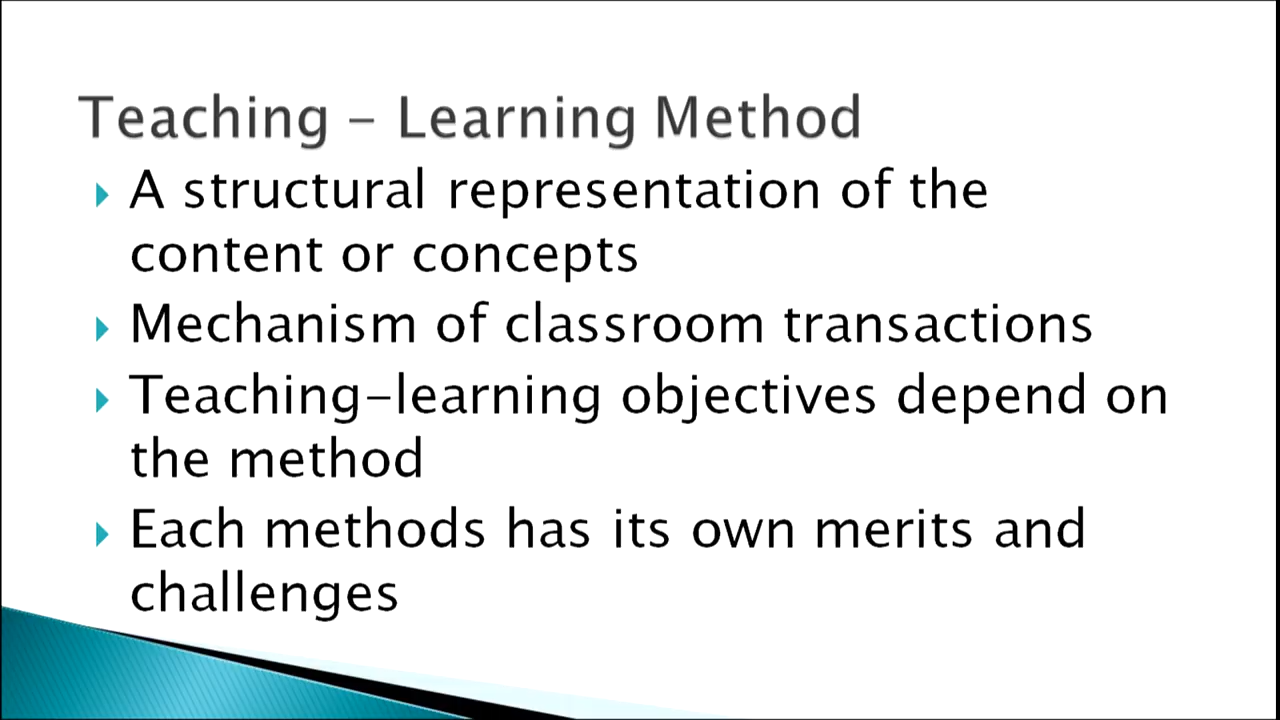 Teaching - Learning Method
A structural representation of the
content or concepts
Mechanism of classroom transactions
Teaching-learning objectives depend on
the method
Each methods has its own merits and
challenges